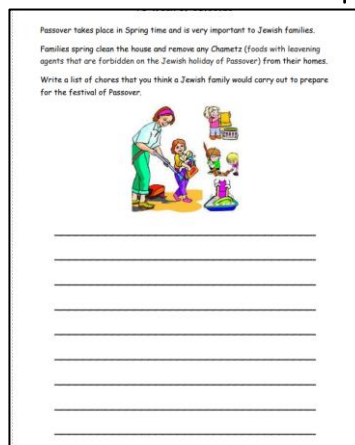 Passover takes place in Spring time and is very important to Jewish families.
Families spring clean the house and remove any Chametz (foods with leavening
agents that are forbidden on the Jewish holiday of Passover) from their homes.
Write a list of chores that you think a Jewish family would carry out to prepare
for the festival of Passover.